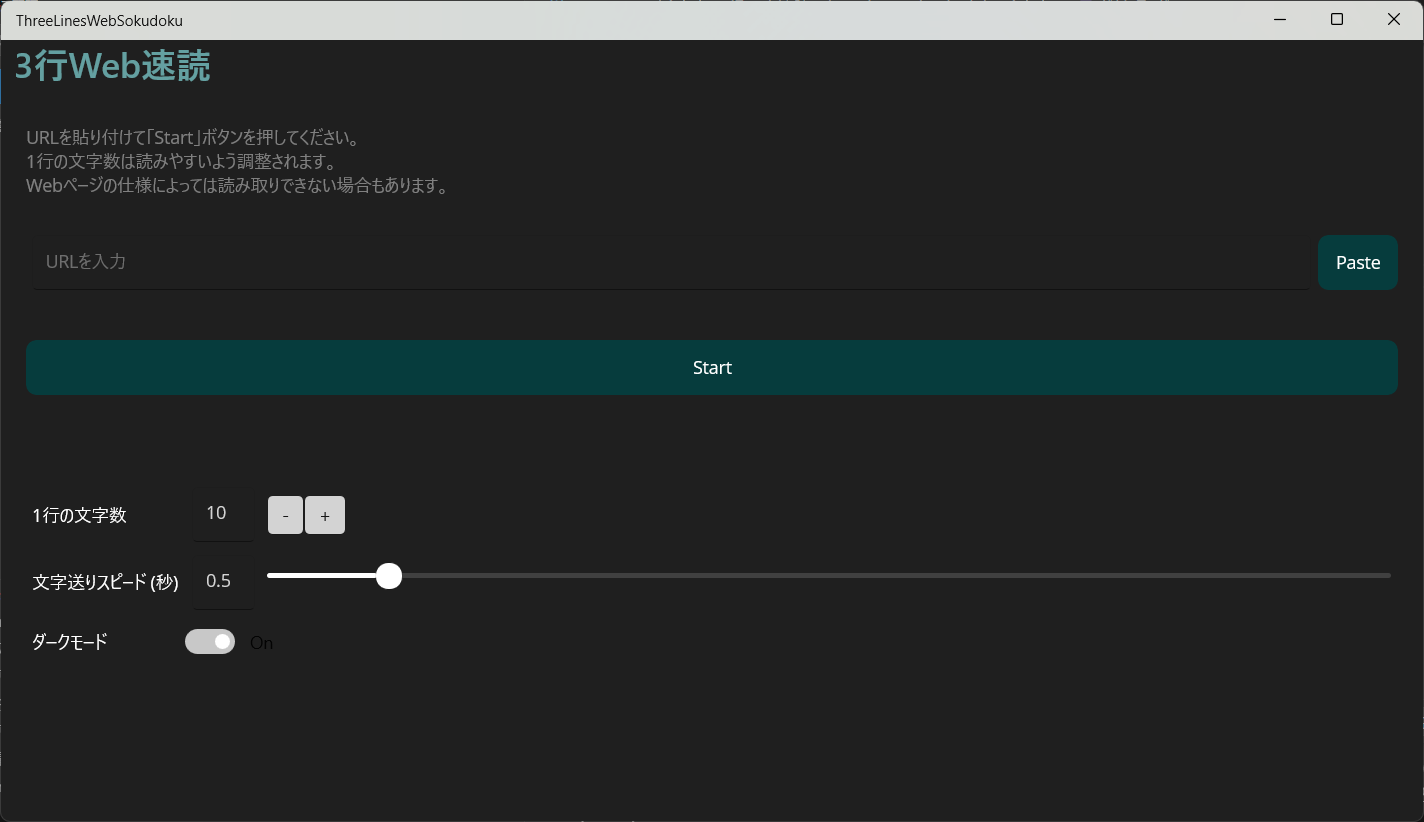 ThreeLinesWebSokudoku
3行Web速読
URLを貼り付けて「Start」ボタンを押してください。
1行の文字数は読みやすいよう調整されます。
Webページの仕様によっては読み取りできない場合もあります。
URLを入力
Paste
Start
1行の文字数 10 - +
文字送りスピード(秒) 0.5
ダークモード On